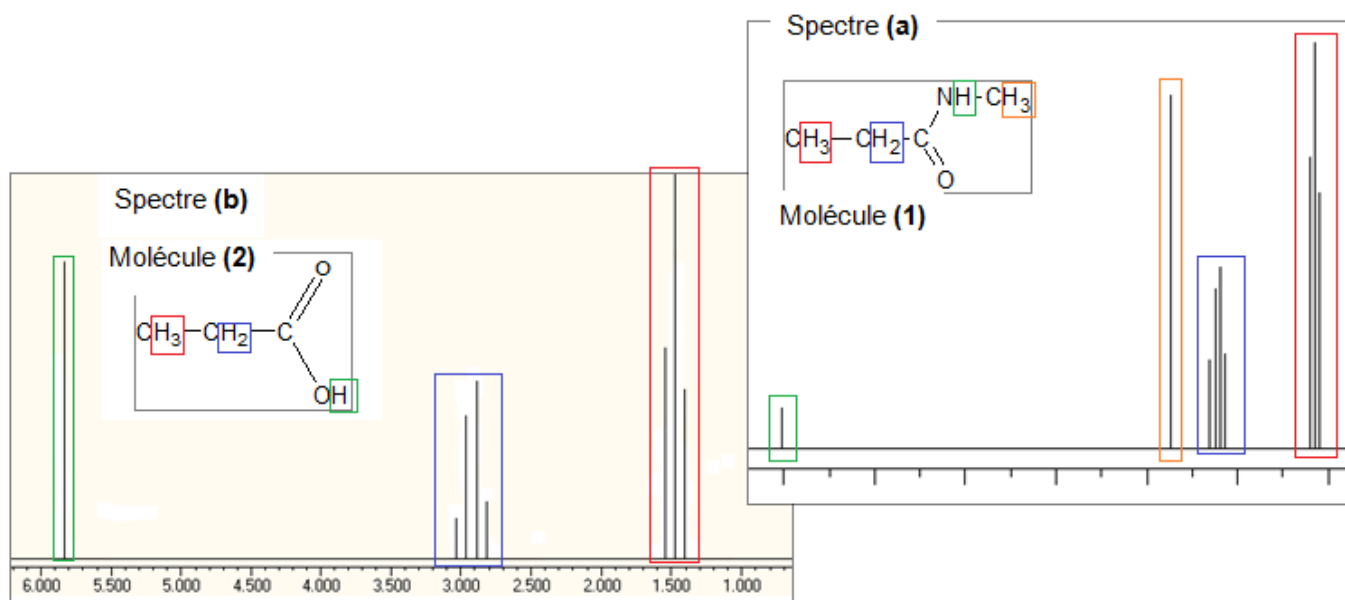 Spectre (a)
NH-CH3
CH3-CH2-C
O
Molécule (1)
Spectre (b)
Molécule (2)
O
CH3-CH2-C
OH
6.000 5.500 5.000 4.500 4.000 3.500 3.000 2.500 2.000 1.500 1.000